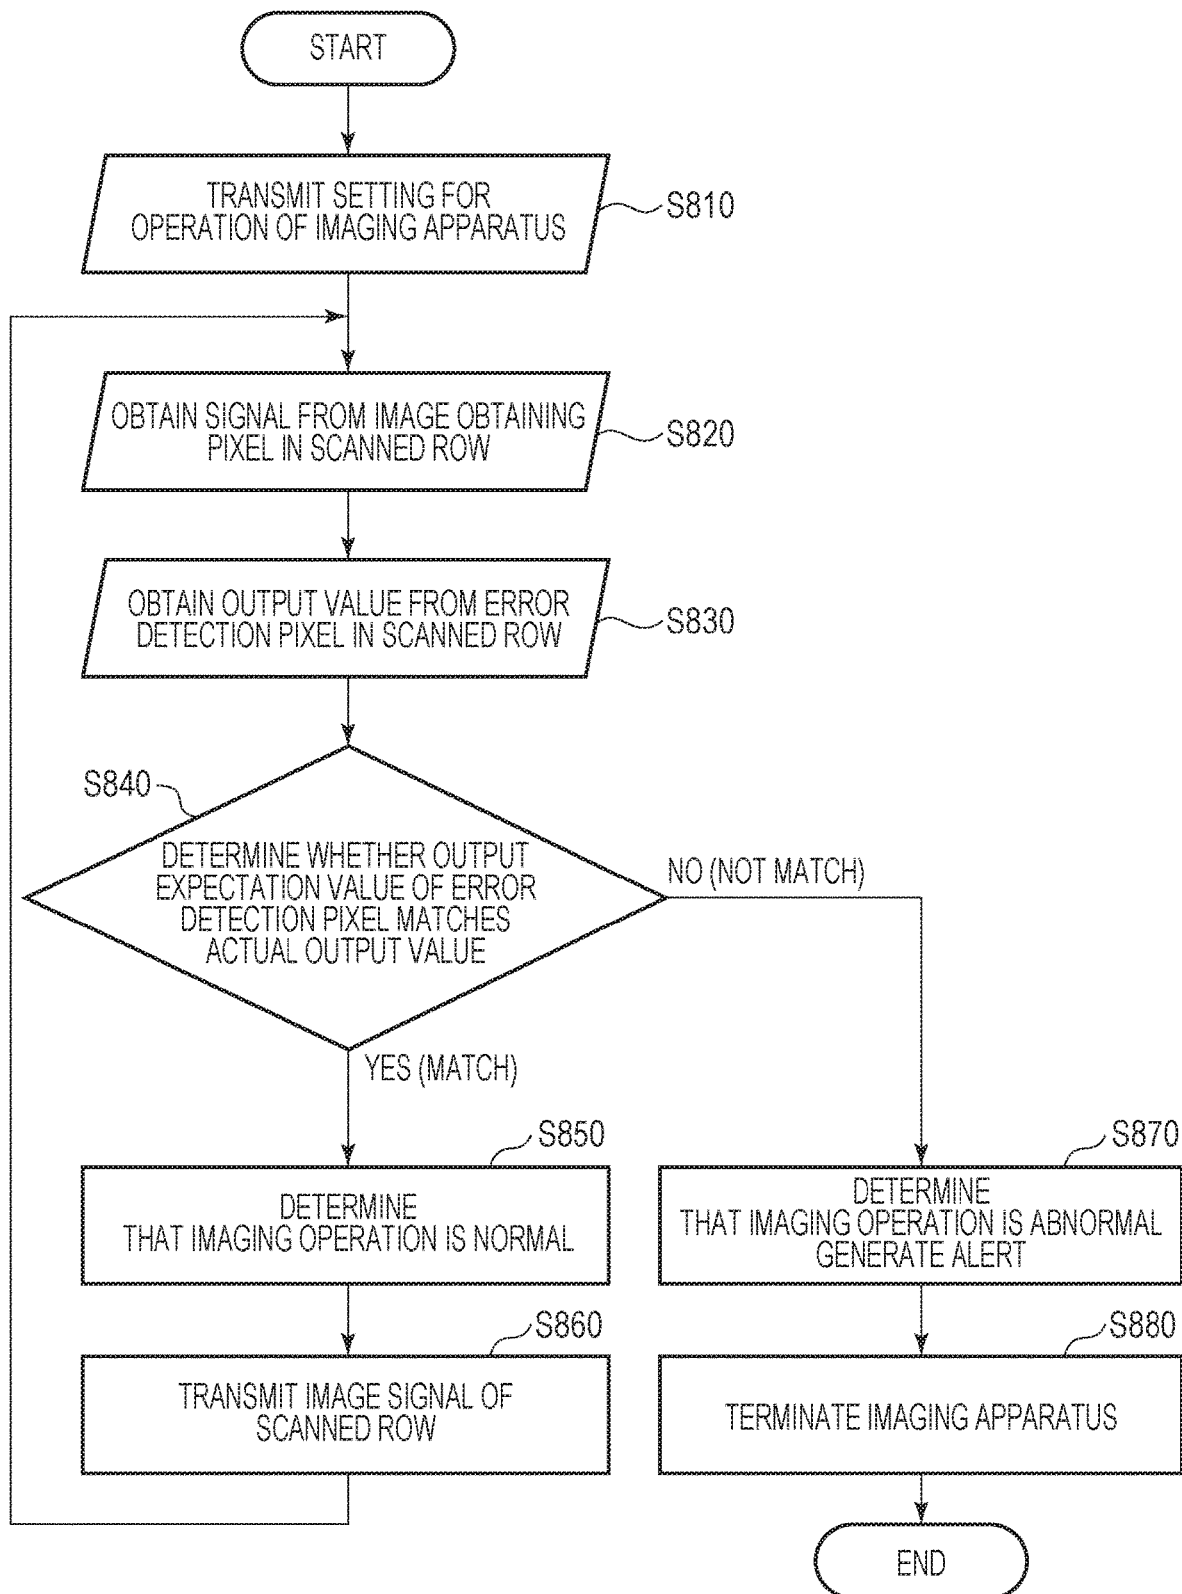 START
TRANSMIT SETTING FOR
OPERATION OF IMAGING APPARATUS
S810
OBTAIN SIGNAL FROM IMAGE OBTAINING
PIXEL IN SCANNED ROW
S820
OBTAIN OUTPUT VALUE FROM ERROR
DETECTION PIXEL IN SCANNED ROW
S830
S840
DETERMINE WHETHER OUTPUT
EXPECTATION VALUE OF ERROR
DETECTION PIXEL MATCHES
ACTUAL OUTPUT VALUE
NO (NOT MATCH)
YES (MATCH)
S850
DETERMINE
THAT IMAGING OPERATION IS NORMAL
S860
TRANSMIT IMAGE SIGNAL OF
SCANNED ROW
S870
DETERMINE
THAT IMAGING OPERATION IS ABNORMAL
GENERATE ALERT
S880
TERMINATE IMAGING APPARATUS
END